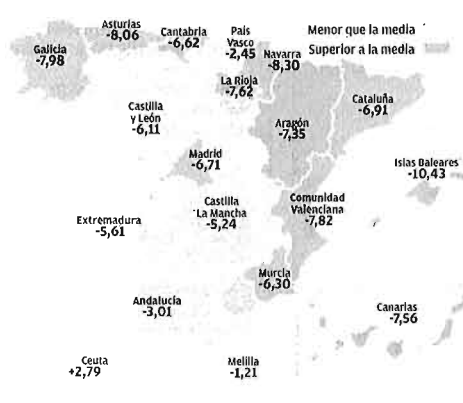 Asturias
-8,06
Cantabria
-6,62
País
Vasco
-2,45
Menor que la media
Superior a la media
Galicia
-7,98
Navarra
-8,30
La Rioja
-7,62
Castilla
y León
-6,11
Aragón
-7,35
Cataluña
-6,91
Madrid
-6,71
Islas Baleares
-10,43
Castilla
La Mancha
-5,24
Comunidad
Valenciana
-7,82
Extremadura
-5,61
Murcia
-6,30
Andalucía
-3,01
Canarias
-7,56
Ceuta
+2,79
Melilla
-1,21